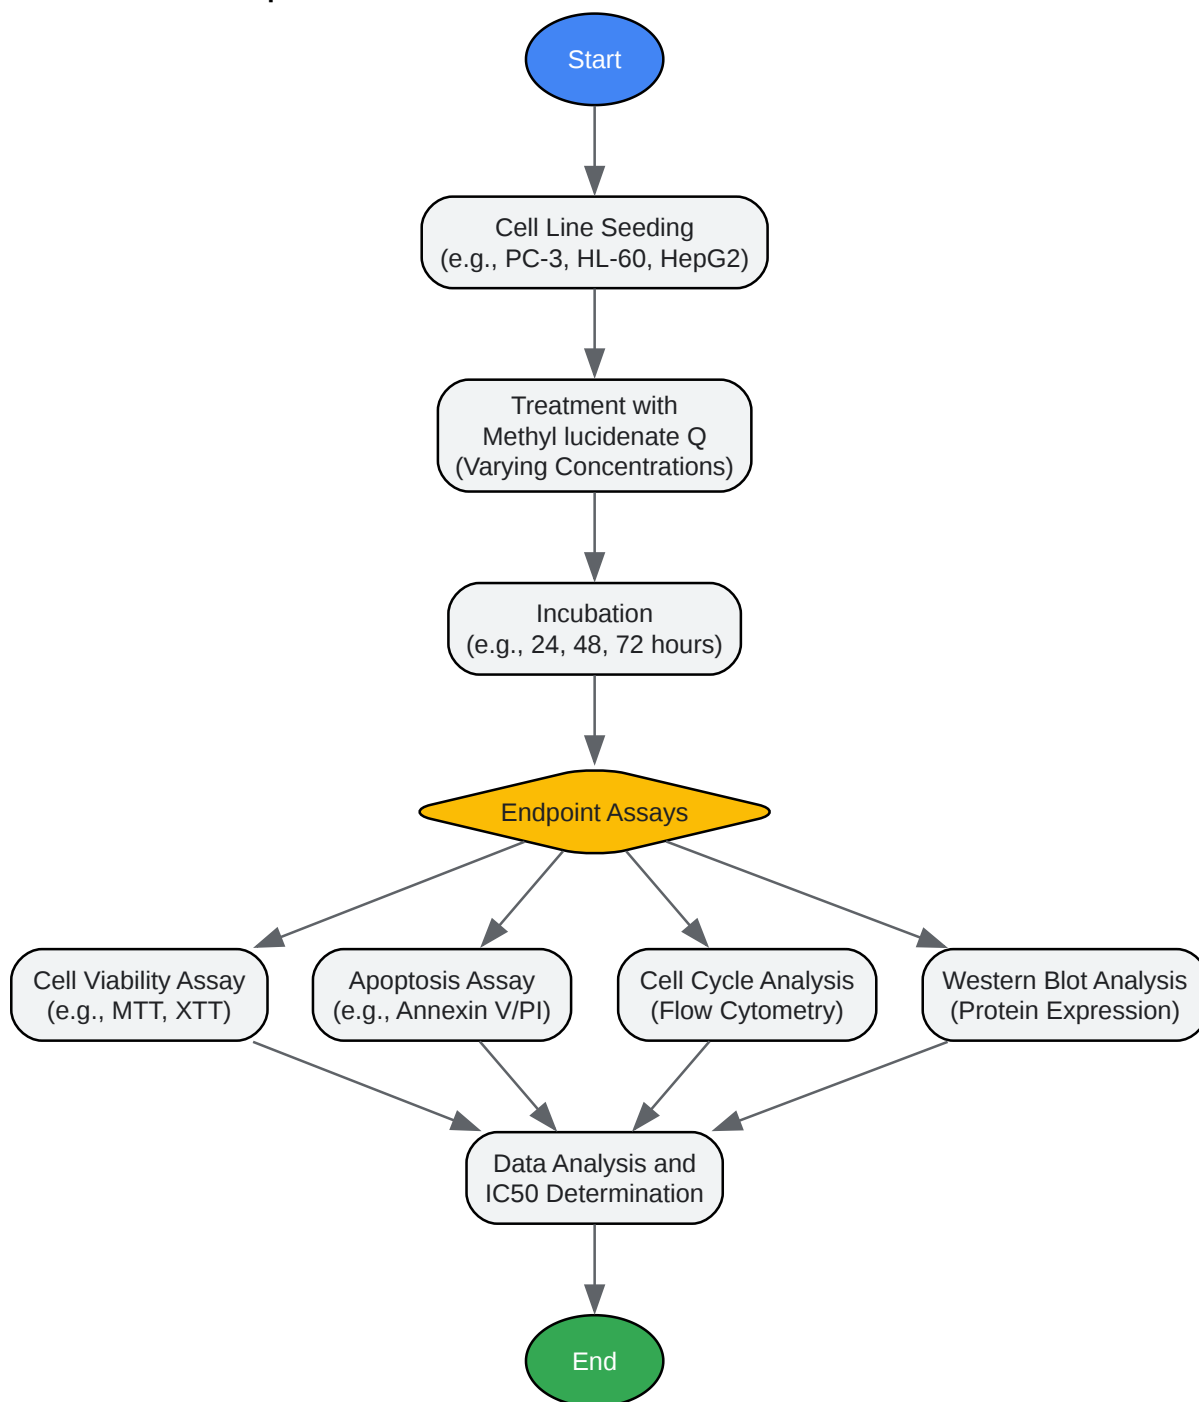 Start
Cell Line Seeding
(e.g., PC-3, HL-60, HepG2)
Treatment with
Methyl lucidenate Q
(Varying Concentrations)
Incubation
(e.g., 24, 48, 72 hours)
Endpoint Assays
Cell Viability Assay
(e.g., MTT, XTT)
Apoptosis Assay
(e.g., Annexin V/PI)
Cell Cycle Analysis
(Flow Cytometry)
Western Blot Analysis
(Protein Expression)
Data Analysis and
IC50 Determination
End